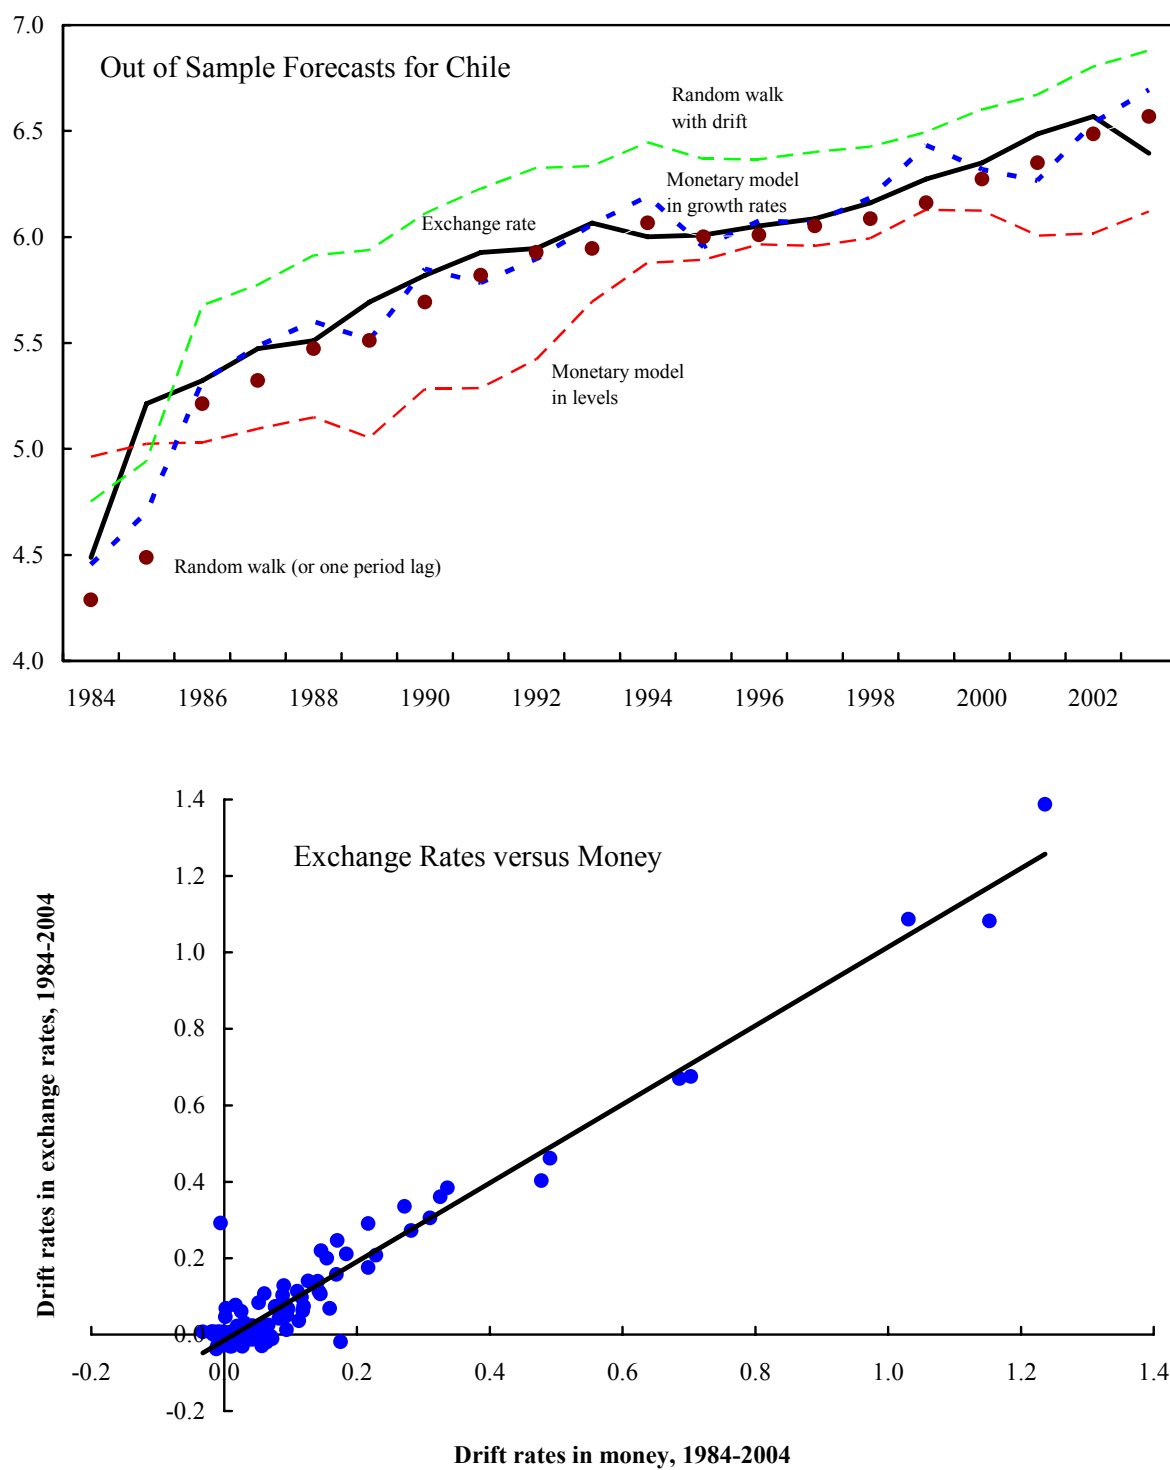 7.0
Out of Sample Forecasts for Chile
Random walk
with drift
6.5
Monetary model
in growth rates
Exchange rate
6.0
5.5
Monetary model
in levels
5.0
4.5
Random walk (or one period lag)
4.0
1984 1986 1988 1990 1992 1994 1996 1998 2000 2002
1.4
Exchange Rates versus Money
1.2
1.0
0.8
0.6
0.4
0.2
0.0
-0.2
-0.2 0.0 0.2 0.4 0.6 0.8 1.0 1.2 1.4
Drift rates in exchange rates, 1984-2004
Drift rates in money, 1984-2004